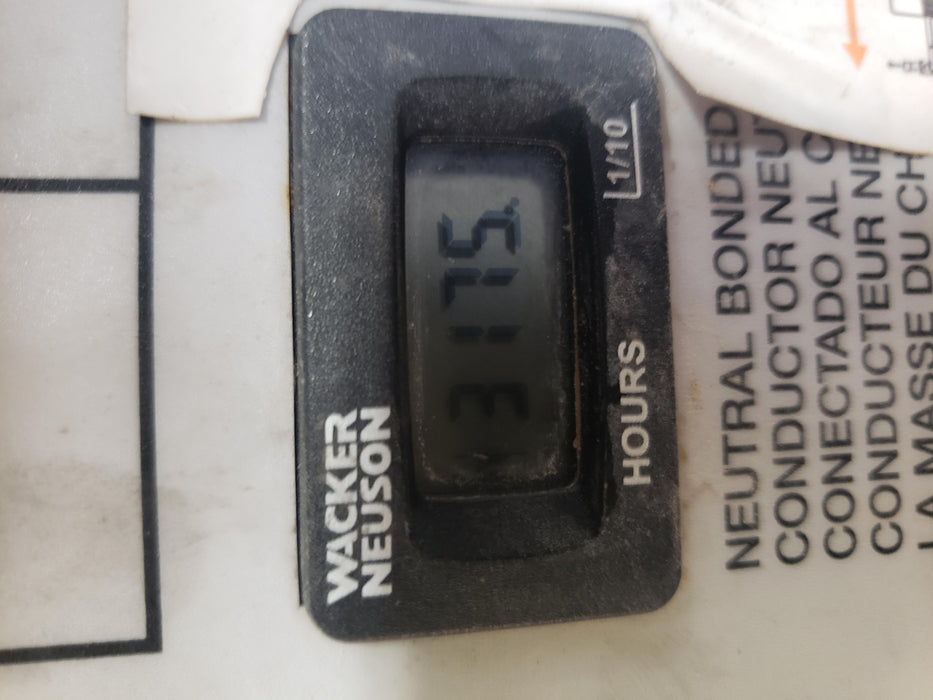 WACKER
NEUSON
3175.
HOURS 1/10
NEUTRAL BONDED
CONDUCTOR NEU
CONECTADO AL C
CONDUCTEUR NE
LA MASSE DU CH